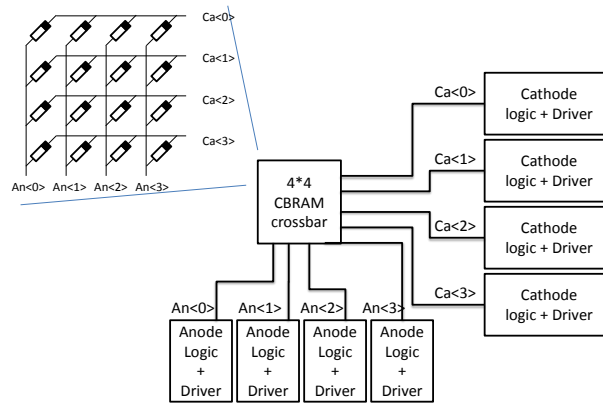 Ca<0>
Ca<1>
Ca<2>
Ca<3>
An<0> An<1> An<2> An<3>
4*4
CBRAM
crossbar
Ca<0>
Cathode
logic + Driver
Ca<1>
Cathode
logic + Driver
Ca<2>
Cathode
logic + Driver
Ca<3>
Cathode
logic + Driver
An<0>
An<1>
An<2>
An<3>
Anode
Logic
+
Driver
Anode
Logic
+
Driver
Anode
Logic
+
Driver
Anode
Logic
+
Driver